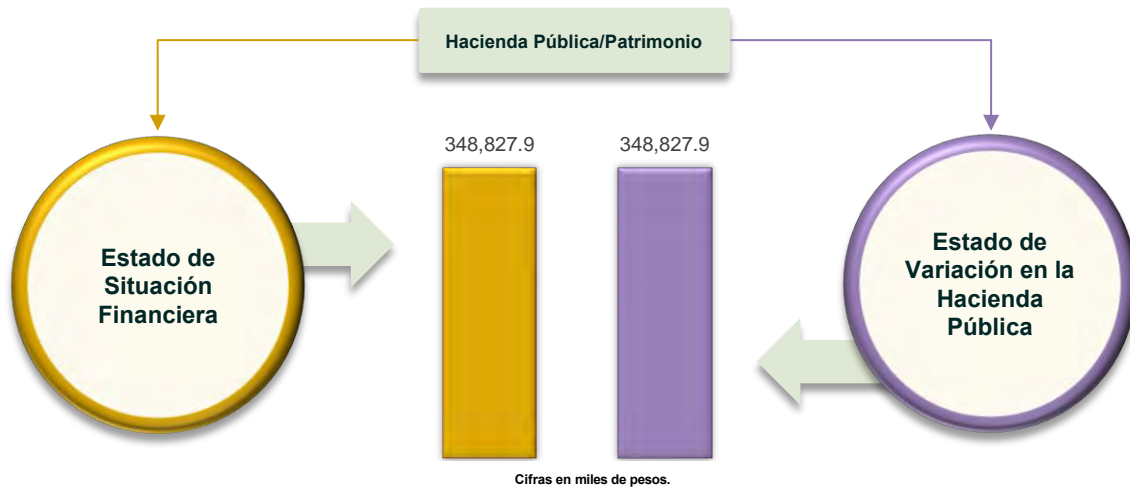 Hacienda Pública/Patrimonio
348,827.9
348,827.9
Estado de
Situación
Financiera
Estado de
Variación en la
Hacienda
Pública
Cifras en miles de pesos.